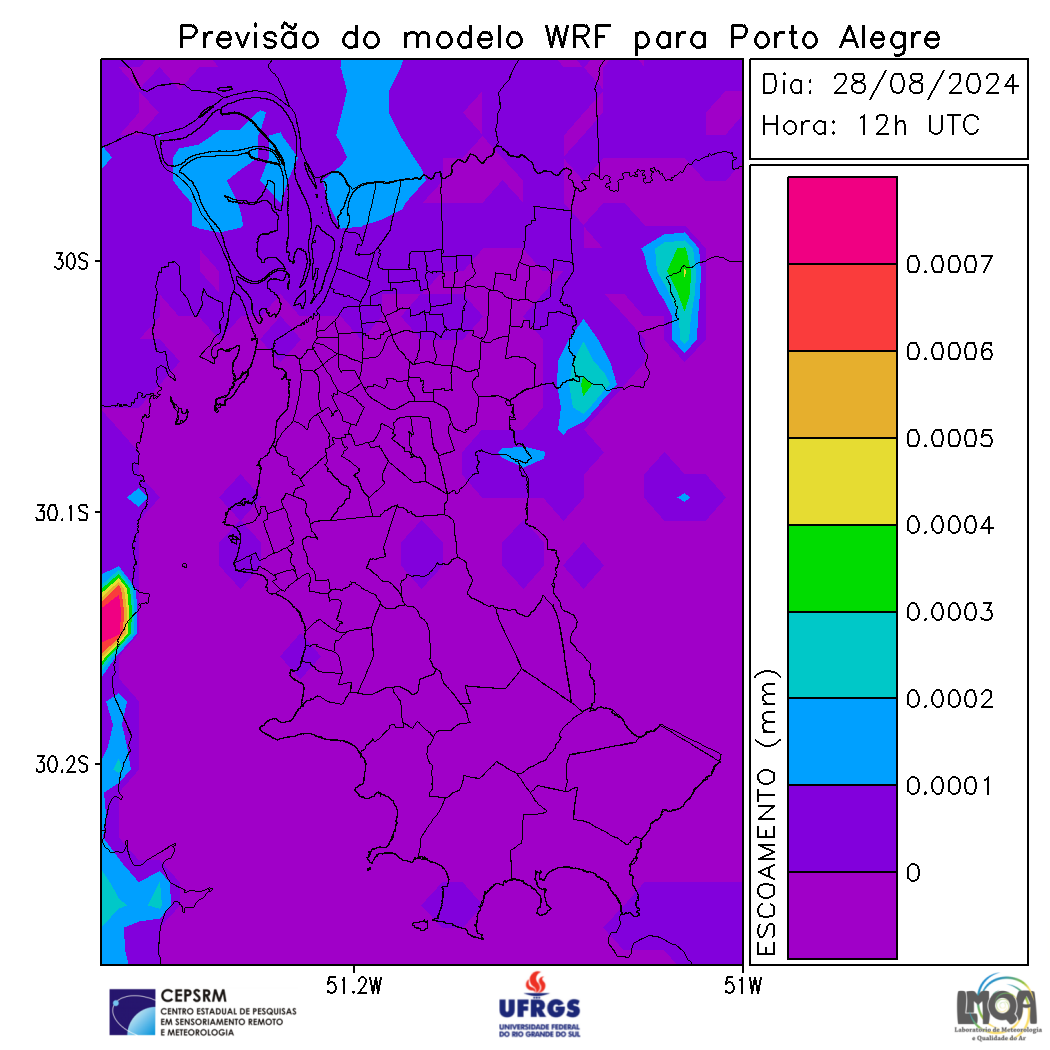 Previsão do modelo WRF para Porto Alegre
Dia: 28/08/2024
Hora: 12h UTC
30S
30.1S
30.2S
51.2W
51W
ESCOAMENTO (mm)
0.0007
0.0006
0.0005
0.0004
0.0003
0.0002
0.0001
0
CEPSRM
CENTRO ESTADUAL DE PESQUISAS
EM SENSORIAMENTO REMOTO
E METEOROLOGIA
UFRGS
UNIVERSIDADE FEDERAL
DO RIO GRANDE DO SUL
LMQA
Laboratório de Meteorologia
e Qualidade do Ar